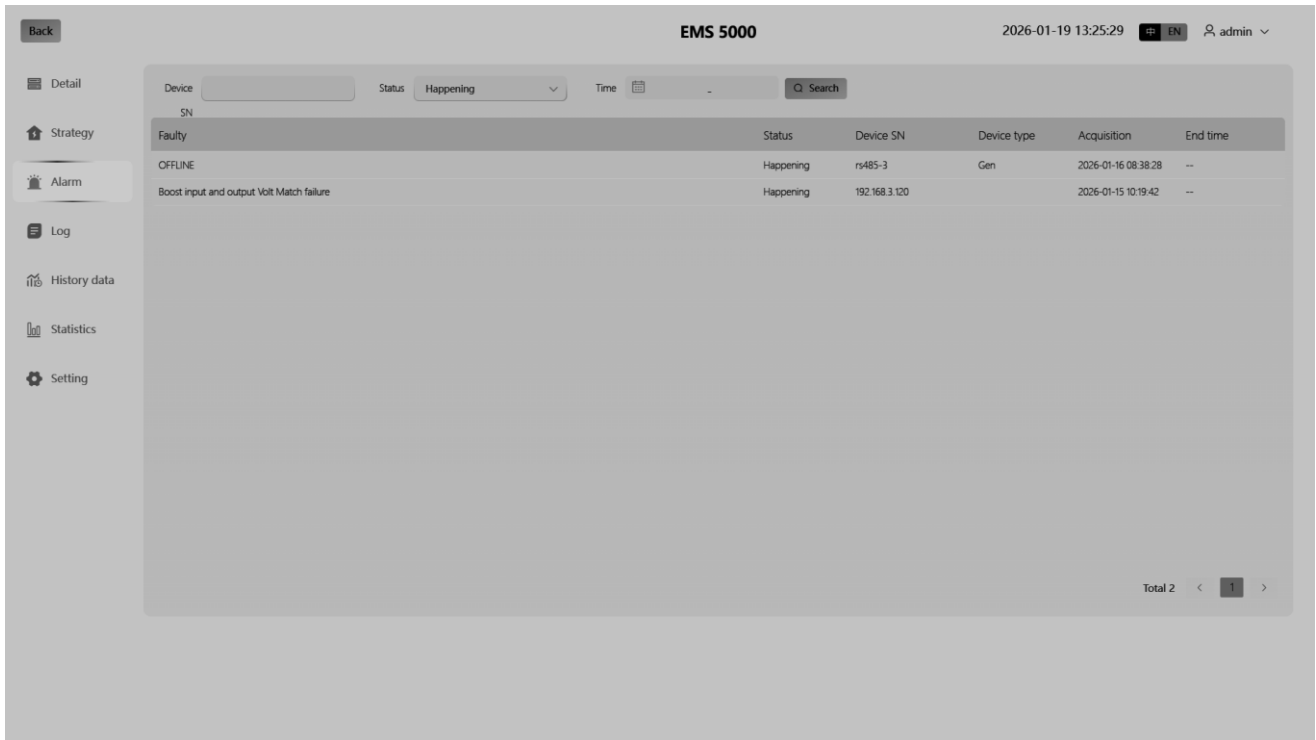 Back
EMS 5000
2026-01-19 13:25:29 中 EN admin
Detail
Strategy
Alarm
Log
History data
Statistics
Setting
Device SN Status Happening Time - Search
Faulty Status Device SN Device type Acquisition End time
OFFLINE Happening rs485-3 Gen 2026-01-16 08:38:28 --
Boost input and output Volt Match failure Happening 192.168.3.120 2026-01-15 10:19:42 --
Total 2 < 1 >